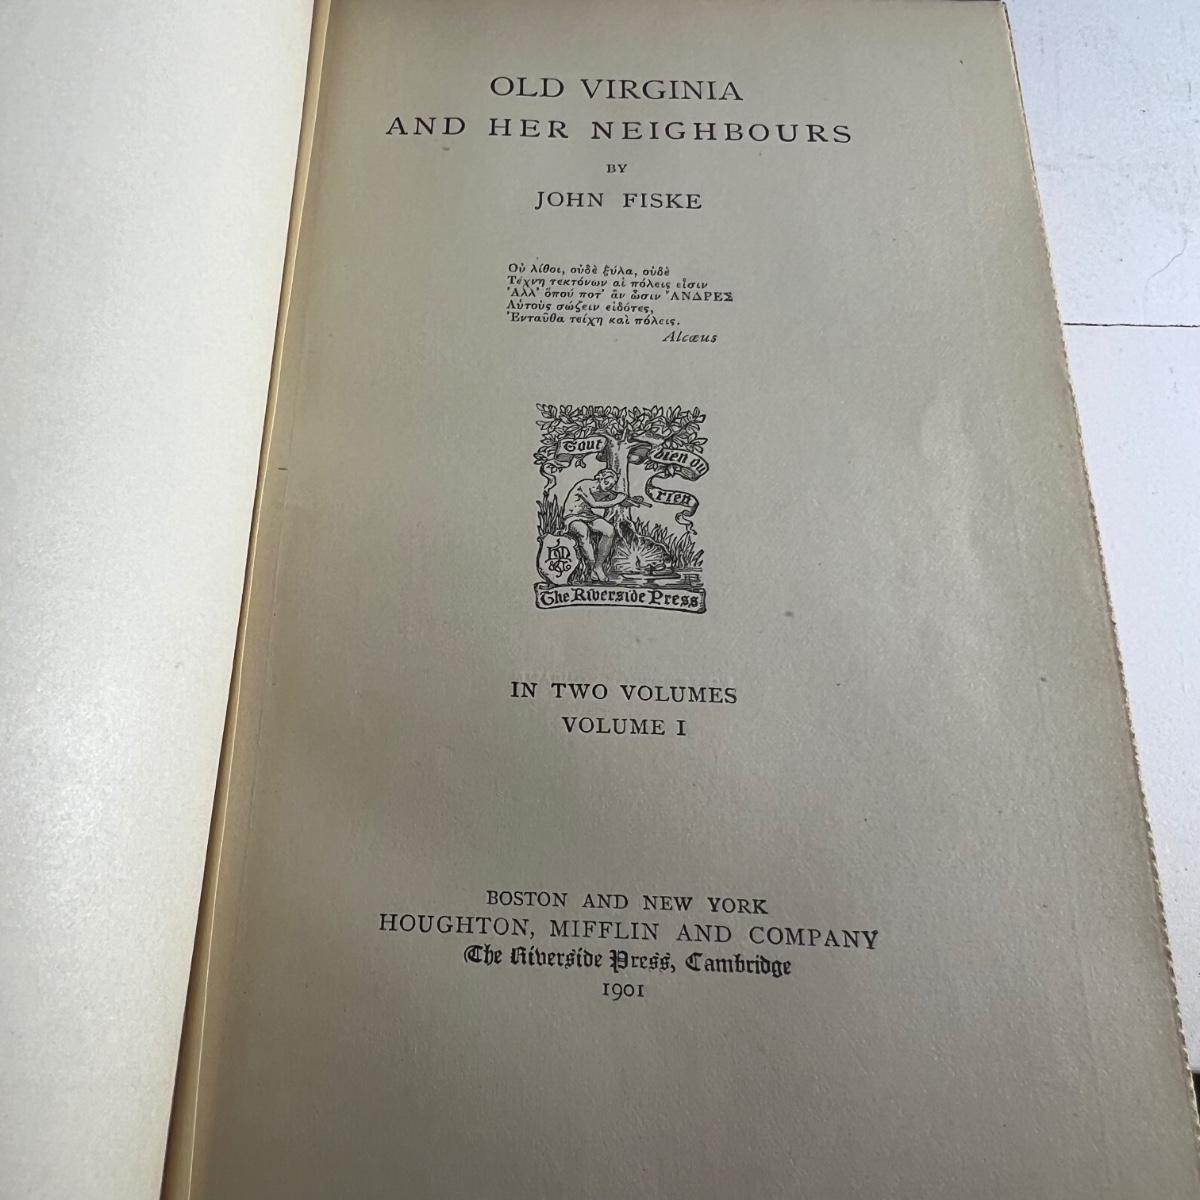 OLD VIRGINIA
AND HER NEIGHBOURS
BY
JOHN FISKE
Οὐ λίθοι, οὐδὲ ξύλα, οὐδὲ
Τέχνη τεκτόνων αἱ πόλεις εἰσιν
Ἀλλ' ὅπού ποτ' ἂν ὦσιν ἌΝΔΡΕΣ
Αὑτοὺς σώζειν εἰδότες,
Ἐνταῦθα τείχη καὶ πόλεις.
Alcæus
Tout bien ou rien
The Riverside Press
IN TWO VOLUMES
VOLUME I
BOSTON AND NEW YORK
HOUGHTON, MIFFLIN AND COMPANY
The Riverside Press, Cambridge
1901